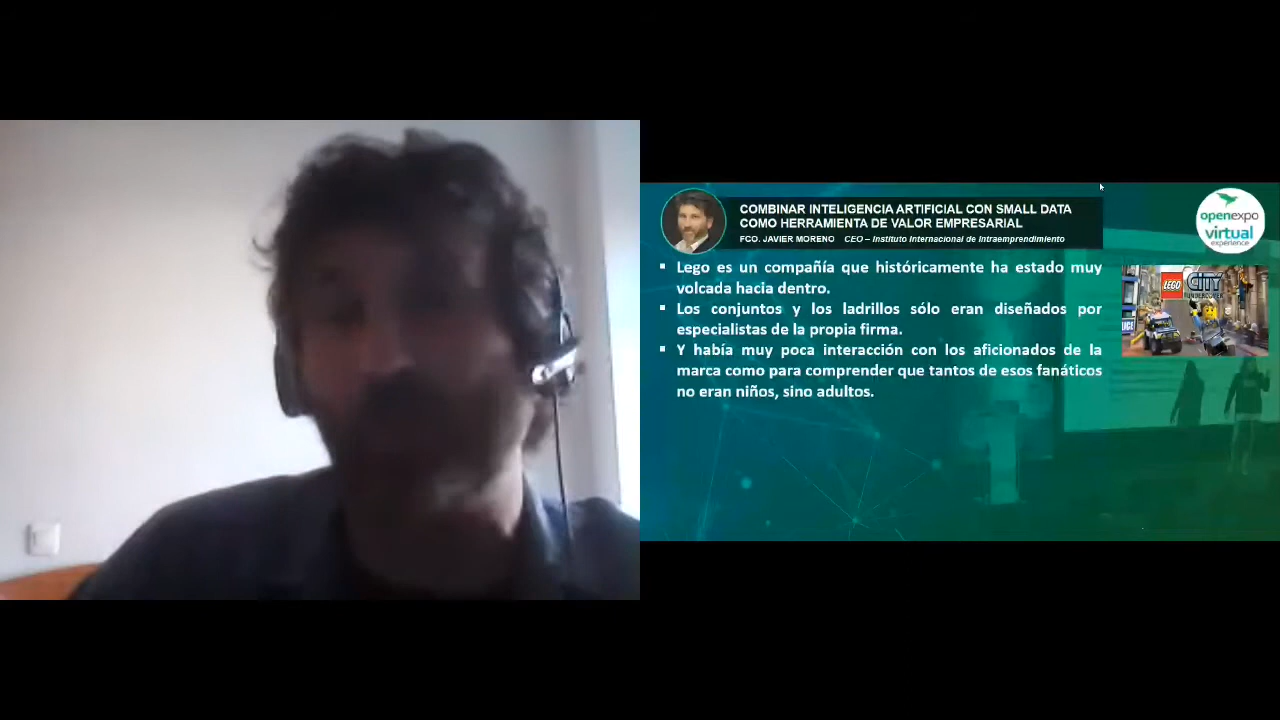 COMBINAR INTELIGENCIA ARTIFICIAL CON SMALL DATA
COMO HERRAMIENTA DE VALOR EMPRESARIAL
FCO. JAVIER MORENO CEO – Instituto Internacional de Intraemprendimiento
openexpo
virtual
experience
▪ Lego es un compañía que históricamente ha estado muy
volcada hacia dentro.
▪ Los conjuntos y los ladrillos sólo eran diseñados por
especialistas de la propia firma.
▪ Y había muy poca interacción con los aficionados de la
marca como para comprender que tantos de esos fanáticos
no eran niños, sino adultos.
LEGO CITY
UNDERCOVER